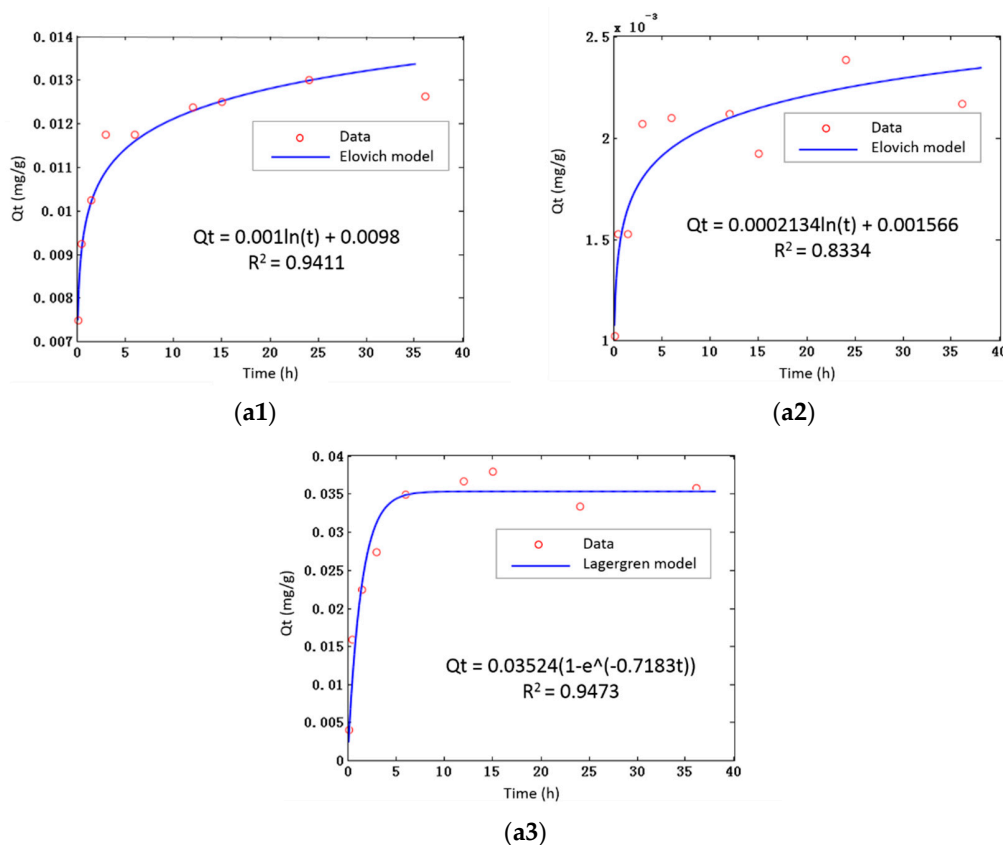 0.014
0.013
0.012
0.011
0.01
0.009
0.008
0.007
Qt (mg/g)
0 5 10 15 20 25 30 35 40
Time (h)
Data
Elovich model
Qt = 0.001ln(t) + 0.0098
R² = 0.9411
(a1)
× 10⁻³
2.5
2
1.5
1
Qt (mg/g)
0 5 10 15 20 25 30 35 40
Time (h)
Data
Elovich model
Qt = 0.0002134ln(t) + 0.001566
R² = 0.8334
(a2)
0.04
0.035
0.03
0.025
0.02
0.015
0.01
0.005
0
Qt (mg/g)
0 5 10 15 20 25 30 35 40
Time (h)
Data
Lagergren model
Qt = 0.03524(1-e^(-0.7183t))
R² = 0.9473
(a3)